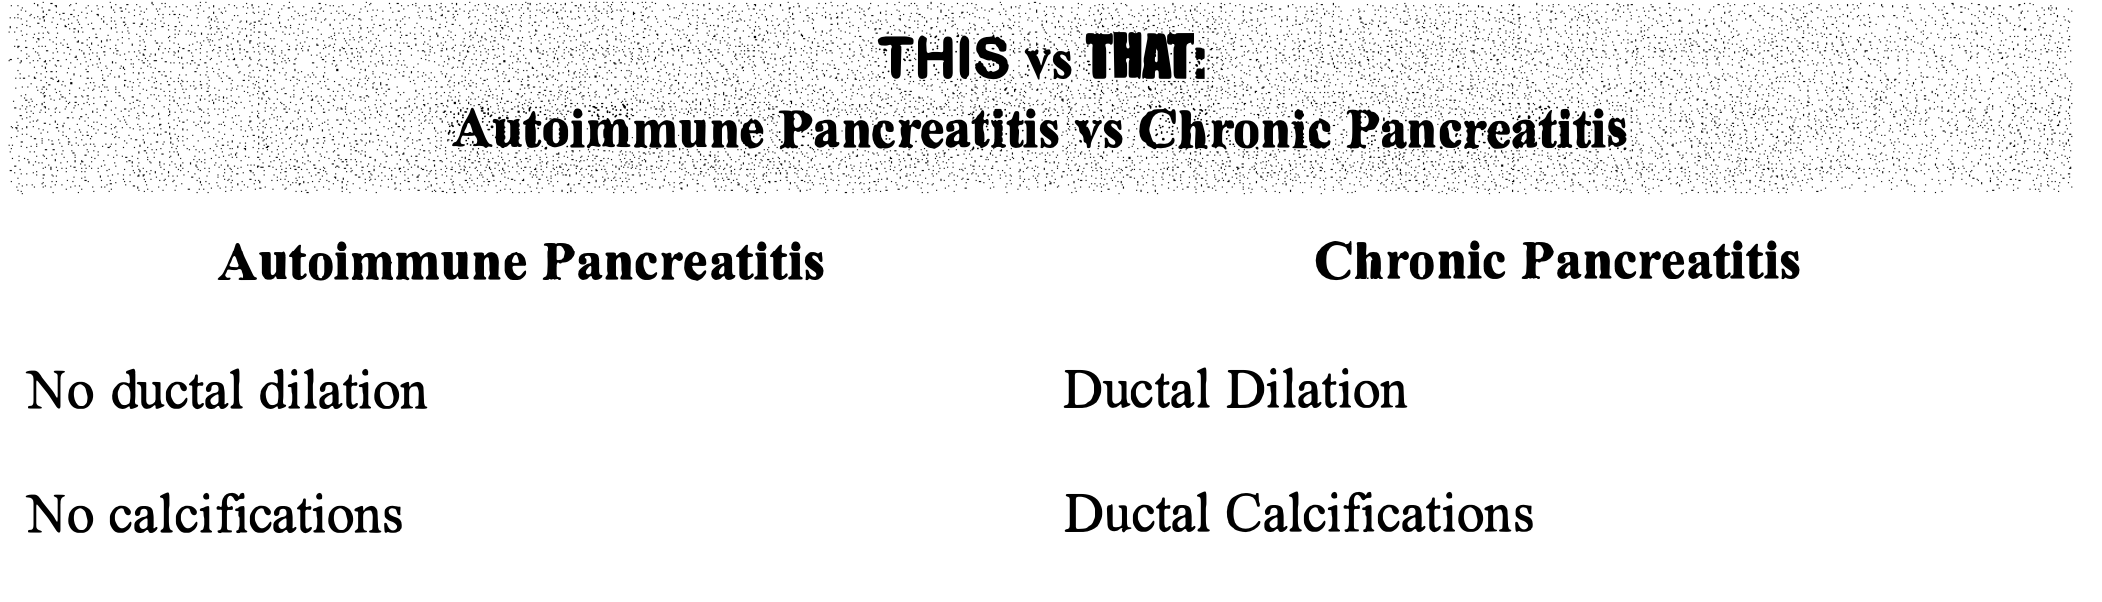 THIS vs THAT:
Autoimmune Pancreatitis vs Chronic Pancreatitis
Autoimmune Pancreatitis Chronic Pancreatitis
No ductal dilation Ductal Dilation
No calcifications Ductal Calcifications